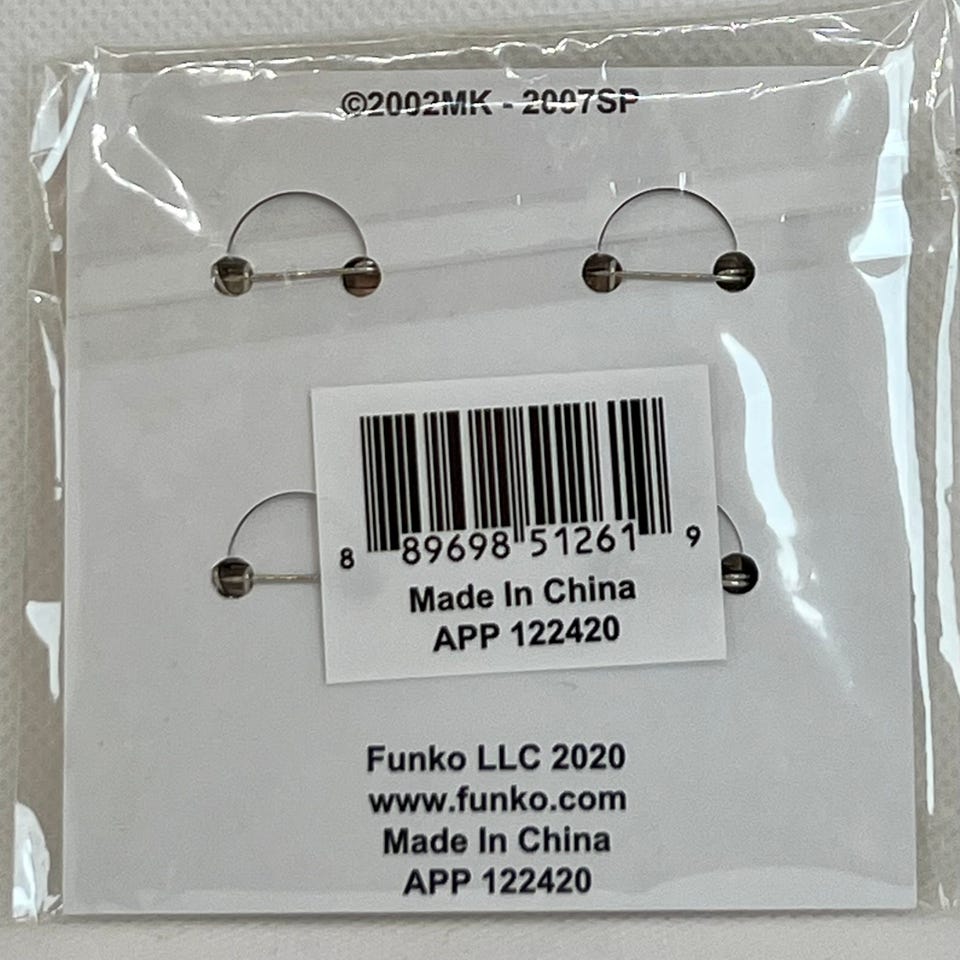 ©2002MK - 2007SP
8 89698 51261 9
Made In China
APP 122420
Funko LLC 2020
www.funko.com
Made In China
APP 122420